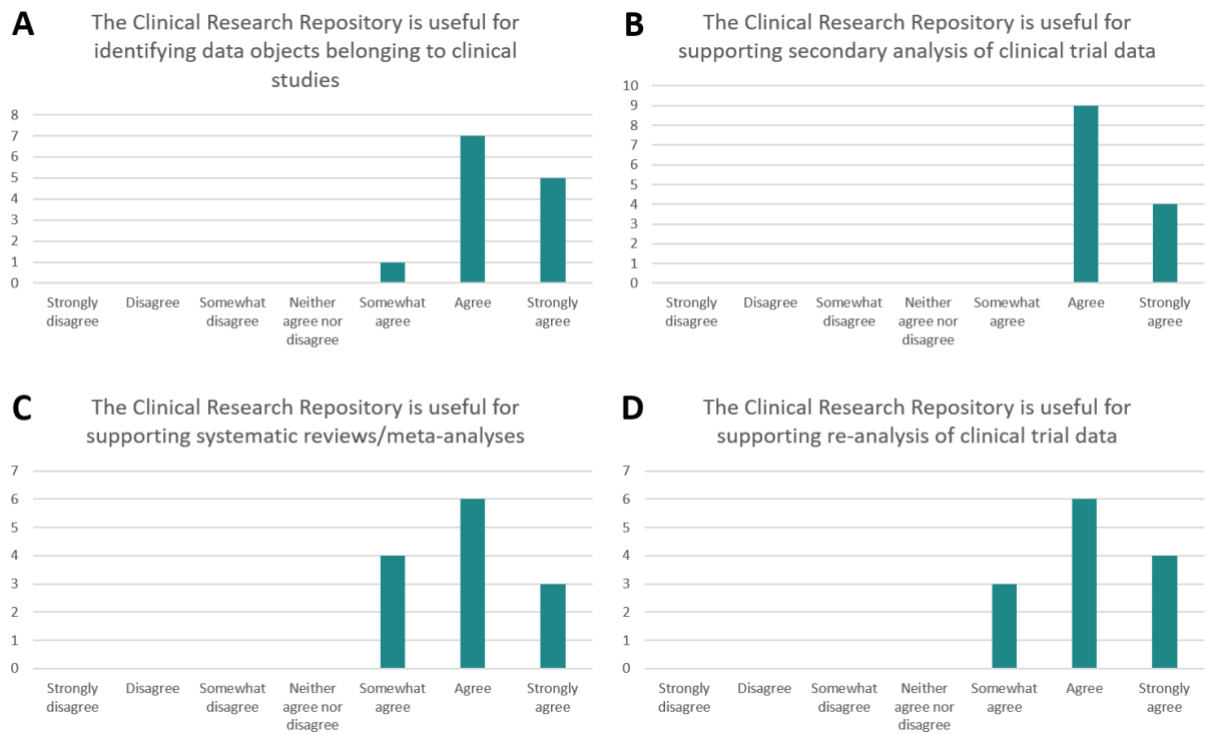 A
The Clinical Research Repository is useful for
identifying data objects belonging to clinical
studies
8
7
6
5
4
3
2
1
0
Strongly disagree
Disagree
Somewhat disagree
Neither agree nor disagree
Somewhat agree
Agree
Strongly agree
B
The Clinical Research Repository is useful for
supporting secondary analysis of clinical trial data
10
9
8
7
6
5
4
3
2
1
0
Strongly disagree
Disagree
Somewhat disagree
Neither agree nor disagree
Somewhat agree
Agree
Strongly agree
C
The Clinical Research Repository is useful for
supporting systematic reviews/meta-analyses
7
6
5
4
3
2
1
0
Strongly disagree
Disagree
Somewhat disagree
Neither agree nor disagree
Somewhat agree
Agree
Strongly agree
D
The Clinical Research Repository is useful for
supporting re-analysis of clinical trial data
7
6
5
4
3
2
1
0
Strongly disagree
Disagree
Somewhat disagree
Neither agree nor disagree
Somewhat agree
Agree
Strongly agree